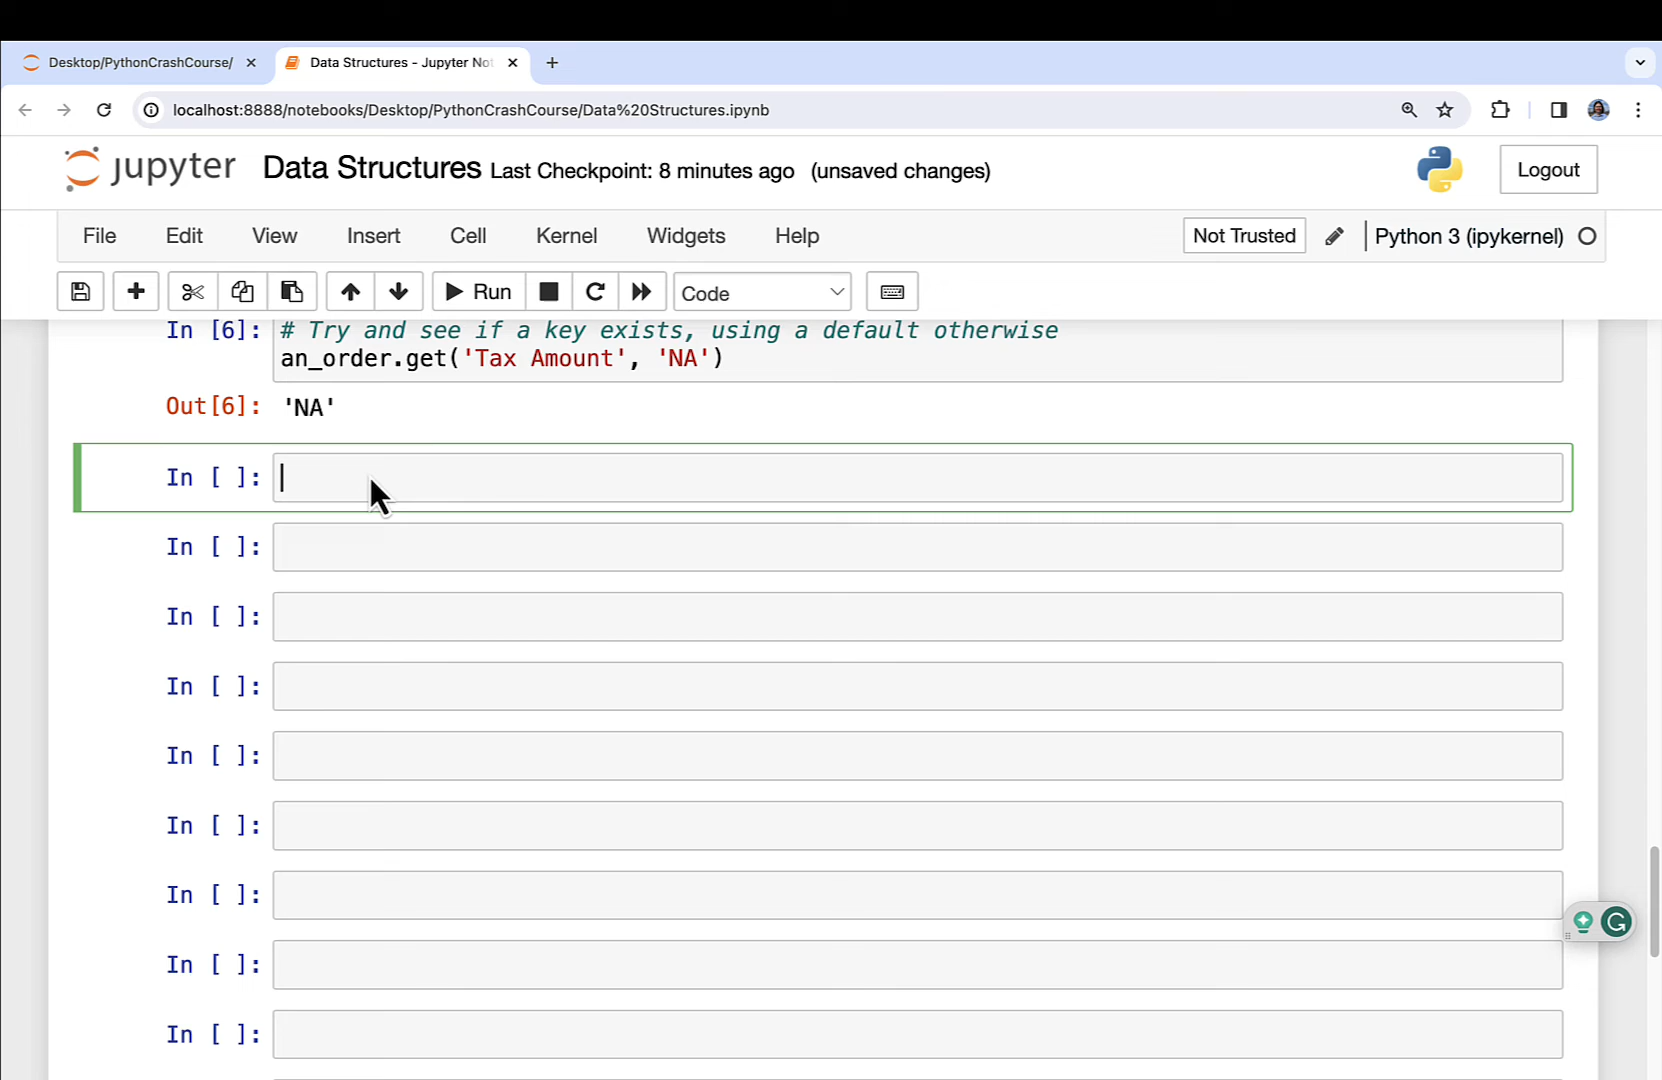 Desktop/PythonCrashCourse/
Data Structures - Jupyter Not
localhost:8888/notebooks/Desktop/PythonCrashCourse/Data%20Structures.ipynb
jupyter Data Structures Last Checkpoint: 8 minutes ago (unsaved changes)
Logout
File Edit View Insert Cell Kernel Widgets Help
Not Trusted Python 3 (ipykernel)
Run Code
In [6]: # Try and see if a key exists, using a default otherwise
an_order.get('Tax Amount', 'NA')
Out[6]: 'NA'
In [ ]:
In [ ]:
In [ ]:
In [ ]:
In [ ]:
In [ ]:
In [ ]:
In [ ]:
In [ ]: